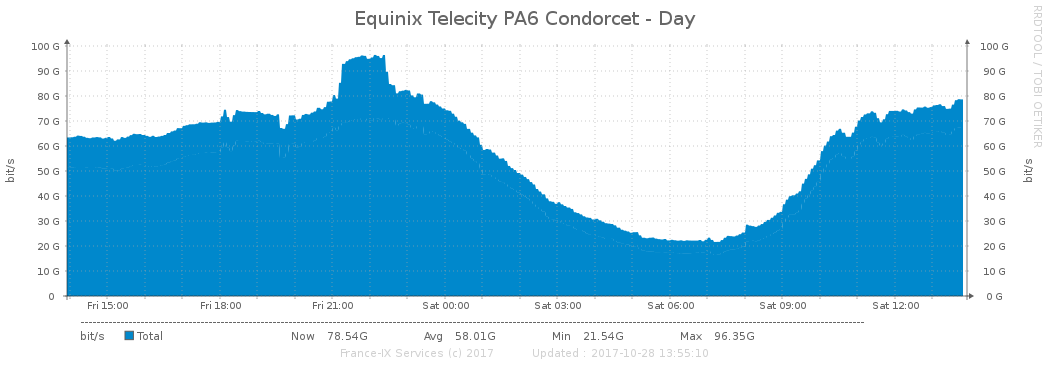 Equinix Telecity PA6 Condorcet - Day
RRDTOOL / TOBI OETIKER
100 G 100 G
90 G 90 G
80 G 80 G
70 G 70 G
60 G 60 G
50 G 50 G
40 G 40 G
30 G 30 G
20 G 20 G
10 G 10 G
0 0 G
bit/s bit/s
Fri 15:00 Fri 18:00 Fri 21:00 Sat 00:00 Sat 03:00 Sat 06:00 Sat 09:00 Sat 12:00
bit/s Total Now 78.54G Avg 58.01G Min 21.54G Max 96.35G
France-IX Services (c) 2017 Updated : 2017-10-28 13:55:10